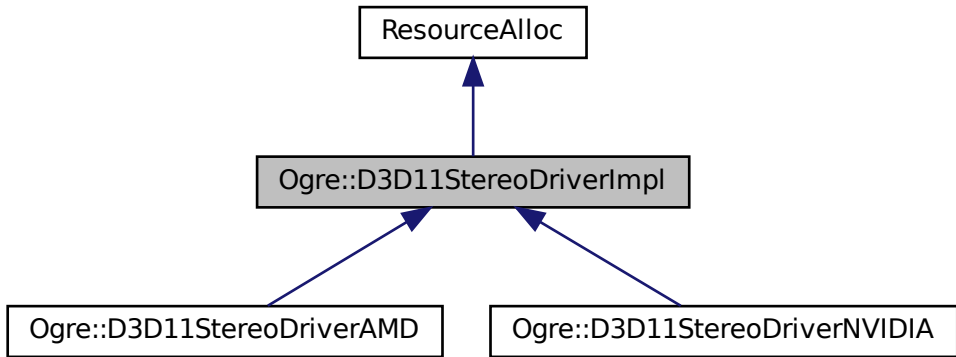 ResourceAlloc
Ogre::D3D11StereoDriverImpl
Ogre::D3D11StereoDriverAMD
Ogre::D3D11StereoDriverNVIDIA